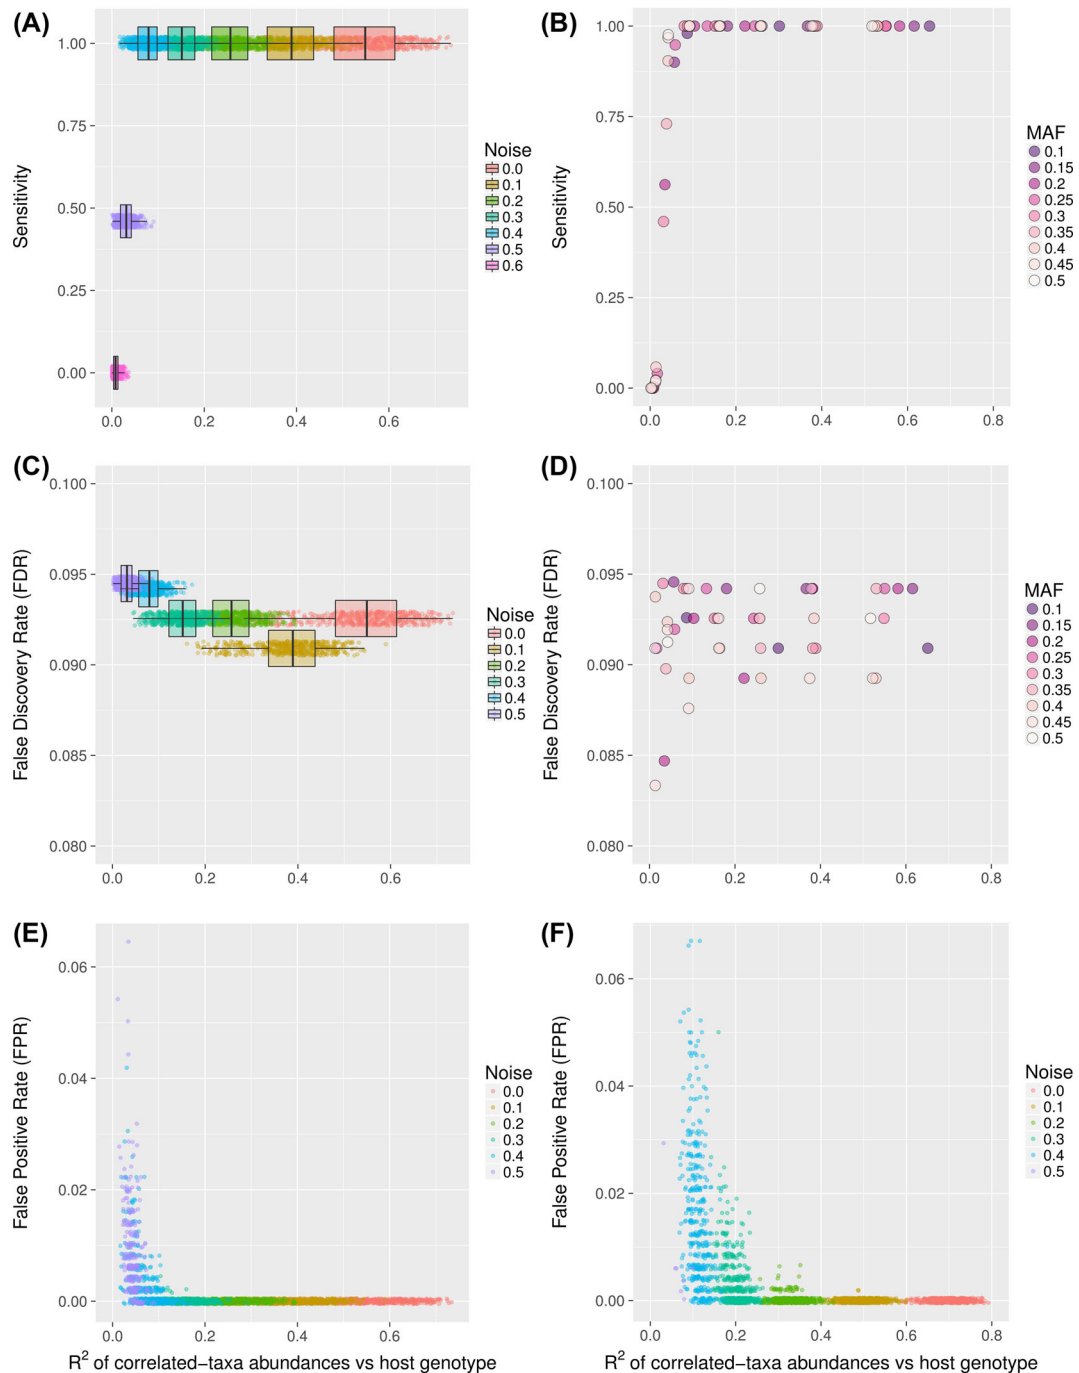 (A)
1.00
0.75
0.50
0.25
0.00
Sensitivity
0.0 0.2 0.4 0.6
Noise
0.0
0.1
0.2
0.3
0.4
0.5
0.6
(B)
1.00
0.75
0.50
0.25
0.00
Sensitivity
0.0 0.2 0.4 0.6 0.8
MAF
0.1
0.15
0.2
0.25
0.3
0.35
0.4
0.45
0.5
(C)
0.100
0.095
0.090
0.085
0.080
False Discovery Rate (FDR)
0.0 0.2 0.4 0.6
Noise
0.0
0.1
0.2
0.3
0.4
0.5
(D)
0.100
0.095
0.090
0.085
0.080
False Discovery Rate (FDR)
0.0 0.2 0.4 0.6 0.8
MAF
0.1
0.15
0.2
0.25
0.3
0.35
0.4
0.45
0.5
(E)
0.06
0.04
0.02
0.00
False Positive Rate (FPR)
0.0 0.2 0.4 0.6
R² of correlated−taxa abundances vs host genotype
Noise
0.0
0.1
0.2
0.3
0.4
0.5
(F)
0.06
0.04
0.02
0.00
False Positive Rate (FPR)
0.0 0.2 0.4 0.6 0.8
R² of correlated−taxa abundances vs host genotype
Noise
0.0
0.1
0.2
0.3
0.4
0.5